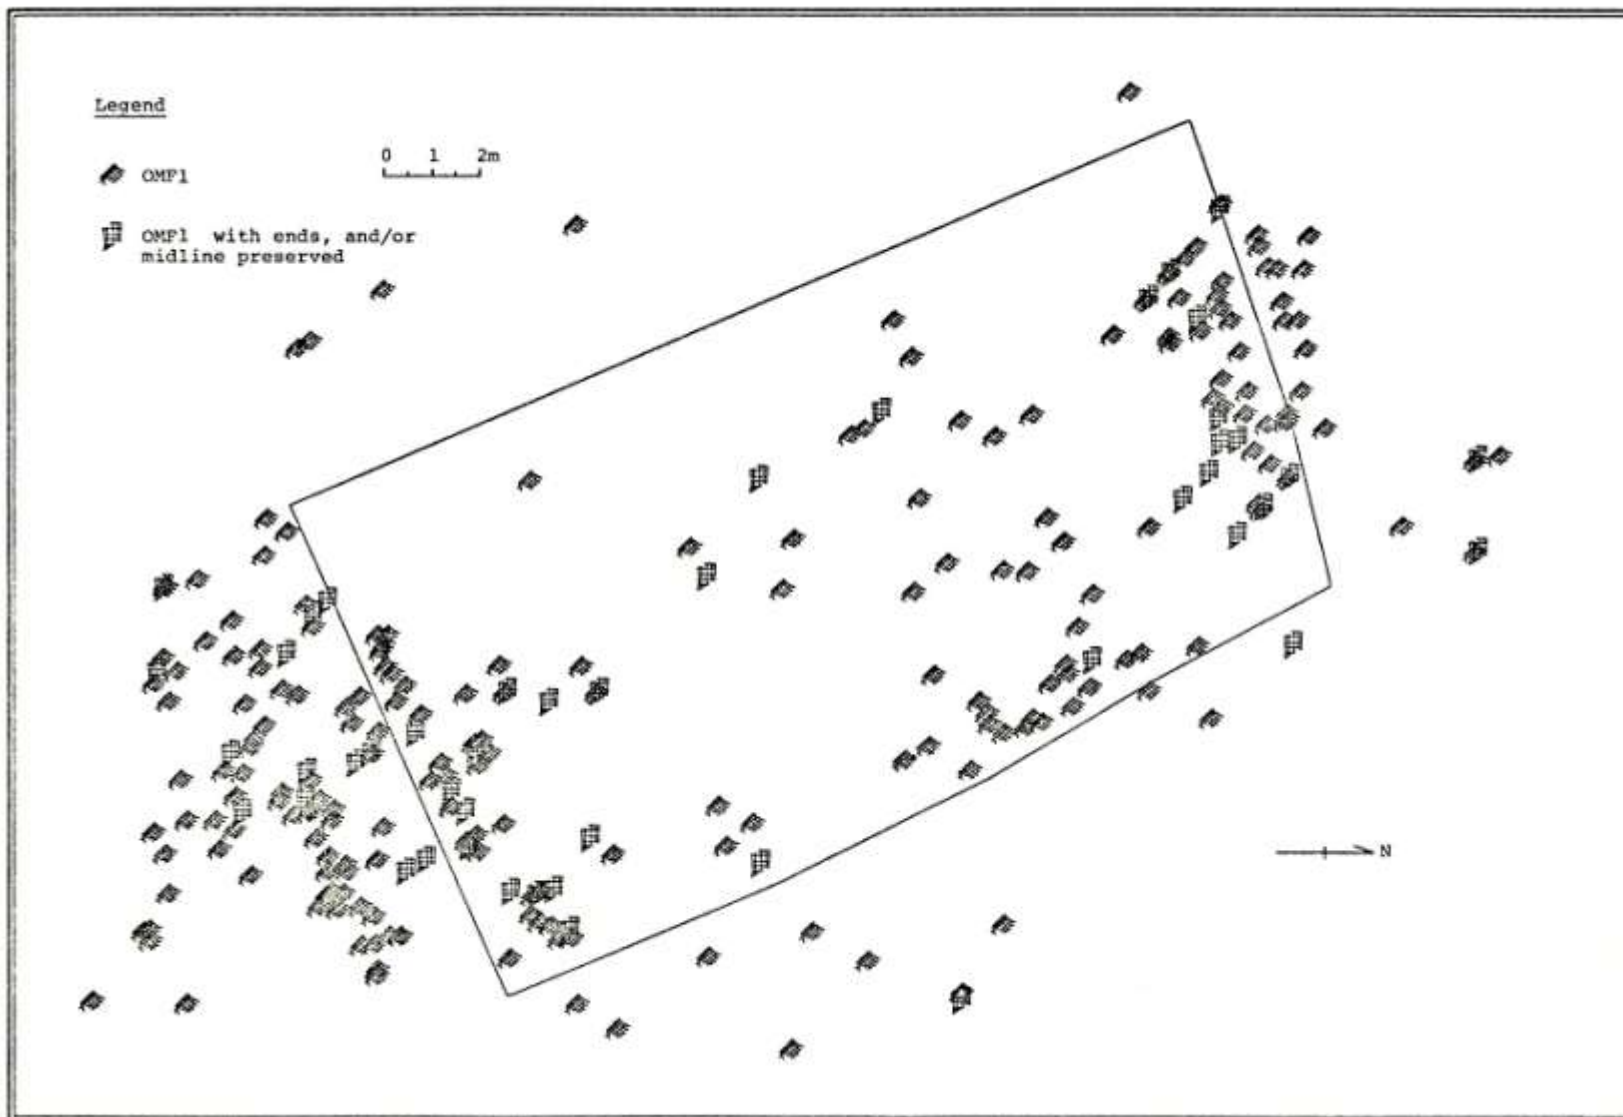 Legend
0 1 2m
OMF1
OMF1 with ends, and/or
midline preserved
N